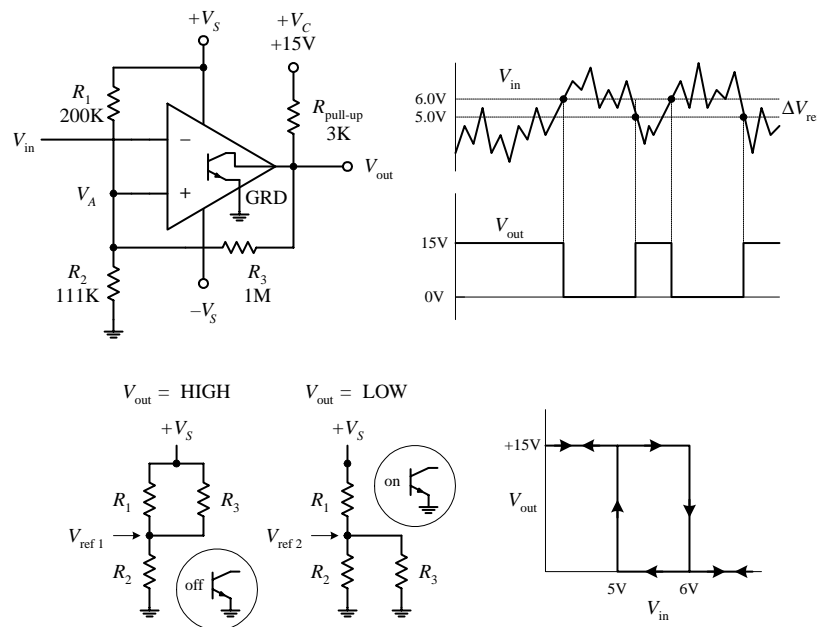 +V_S
+V_C
+15V
R_1
200K
R_pull-up
3K
V_in
−
V_A
+
GRD
V_out
R_2
111K
R_3
1M
−V_S
V_in
6.0V
5.0V
ΔV_re
V_out
15V
0V
V_out = HIGH
+V_S
R_1
R_3
V_ref 1
R_2
off
V_out = LOW
+V_S
on
R_1
V_ref 2
R_2
R_3
+15V
V_out
5V
6V
V_in